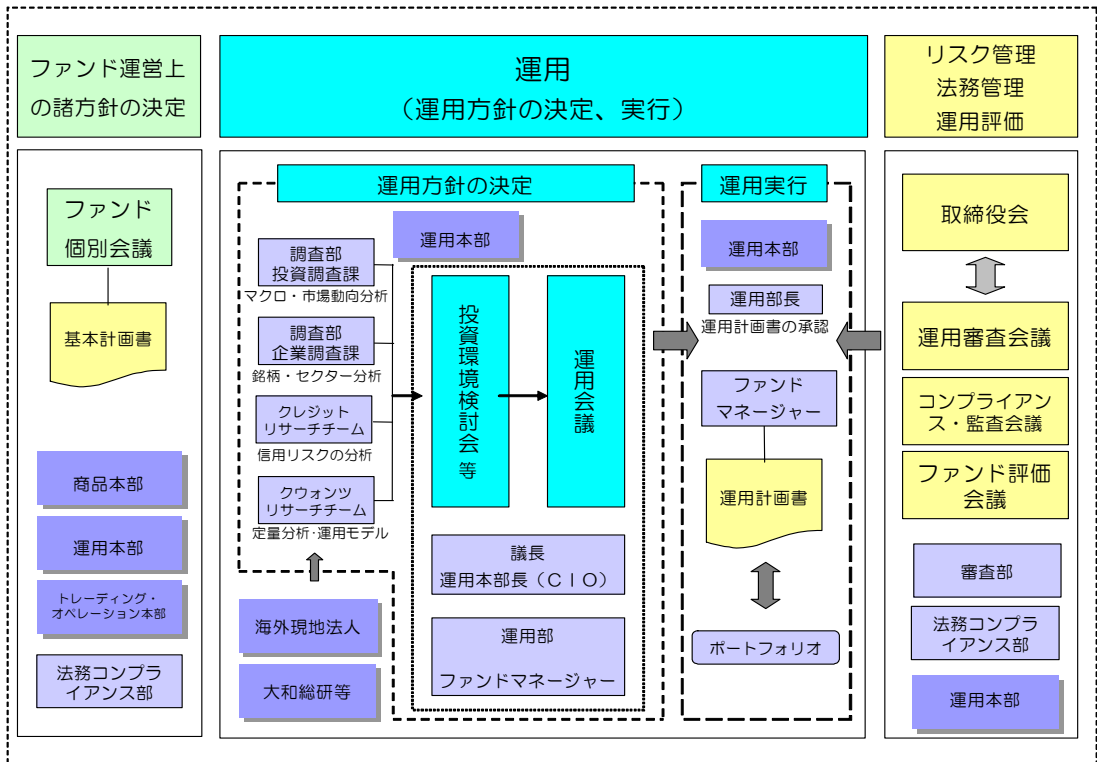 ファンド運営上
の諸方針の決定
運用
(運用方針の決定、実行)
リスク管理
法務管理
運用評価
ファンド
個別会議
基本計画書
商品本部
運用本部
トレーディング・
オペレーション本部
法務コンプラ
イアンス部
運用方針の決定
運用本部
調査部
投資調査課
マクロ・市場動向分析
調査部
企業調査課
銘柄・セクター分析
クレジット
リサーチチーム
信用リスクの分析
クウォンツ
リサーチチーム
定量分析・運用モデル
海外現地法人
大和総研等
投資環境検討会等
運用会議
議長
運用本部長(CIO)
運用部
ファンドマネージャー
運用実行
運用本部
運用部長
運用計画書の承認
ファンド
マネージャー
運用計画書
ポートフォリオ
取締役会
運用審査会議
コンプライアン
ス・監査会議
ファンド評価
会議
審査部
法務コンプラ
イアンス部
運用本部